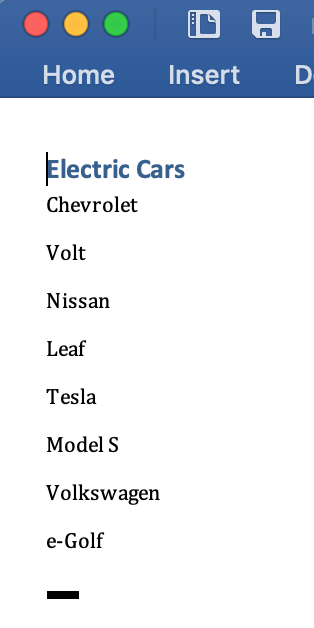 Home Insert
Electric Cars
Chevrolet
Volt
Nissan
Leaf
Tesla
Model S
Volkswagen
e-Golf